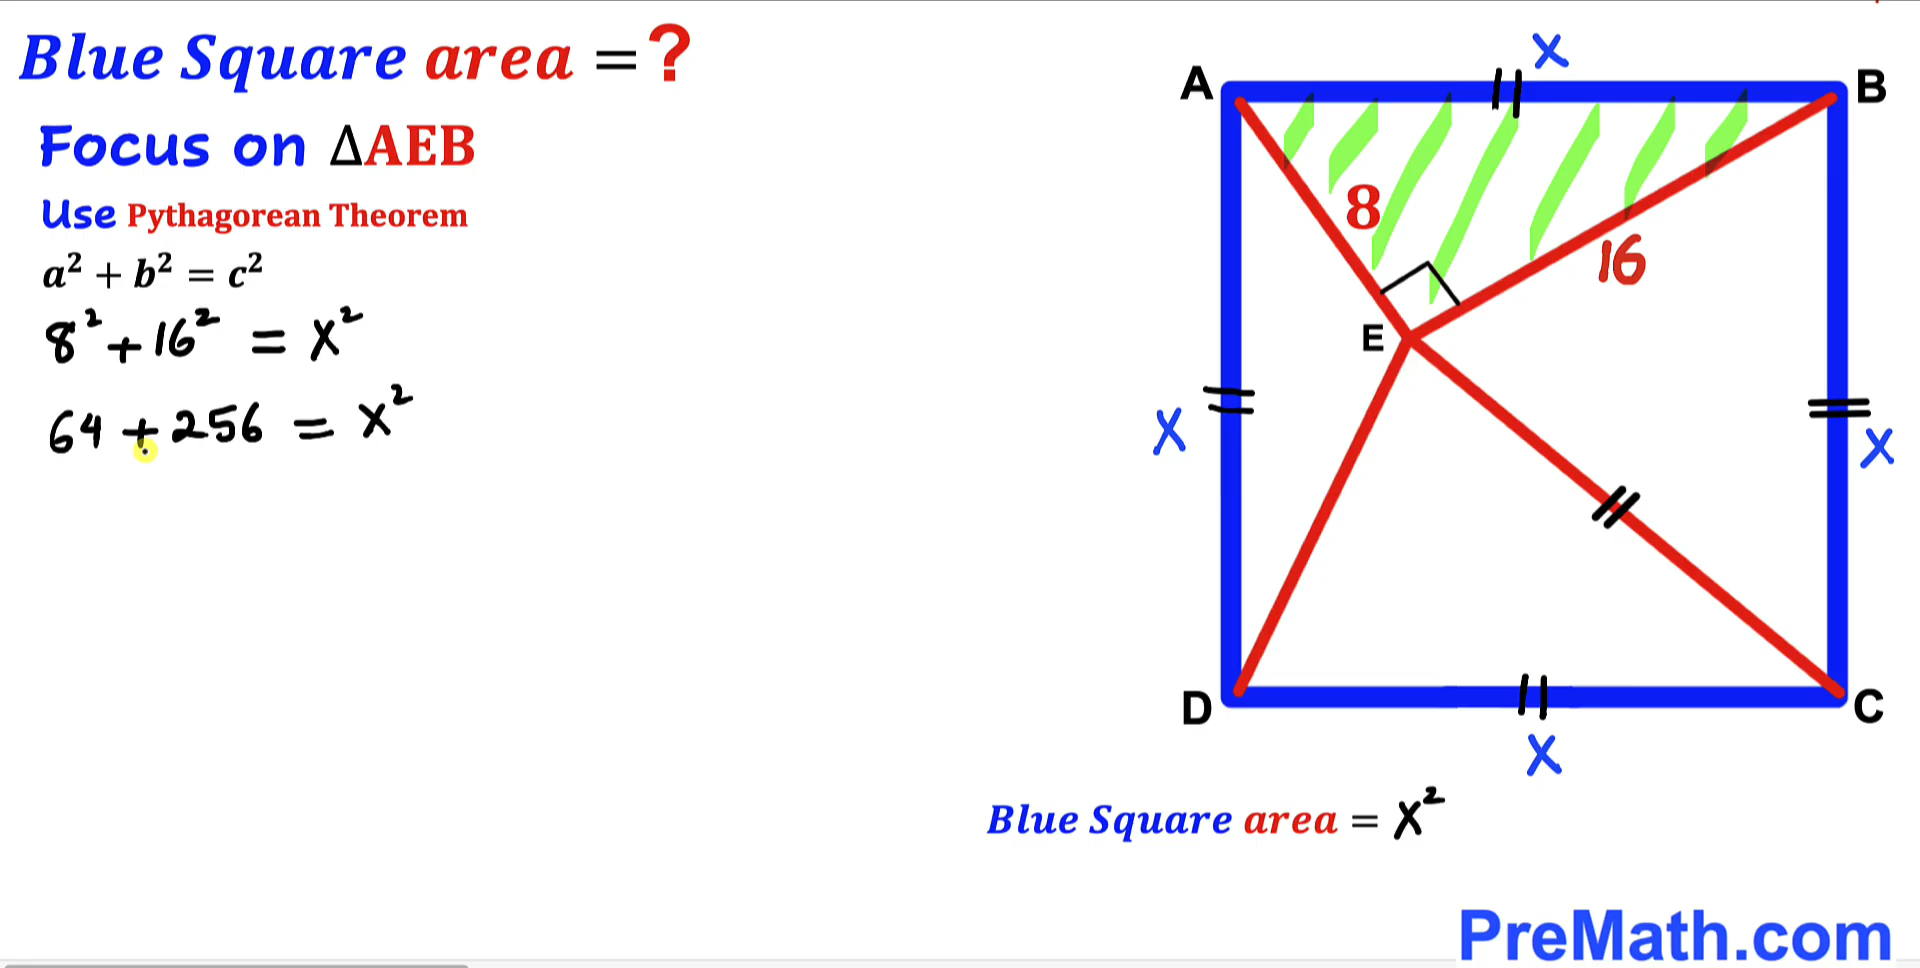 Blue Square area = ?
Focus on ΔAEB
Use Pythagorean Theorem
a² + b² = c²
8² + 16² = x²
64 + 256 = x²
x
A
B
8
16
E
x
x
D
C
x
Blue Square area = x²
PreMath.com